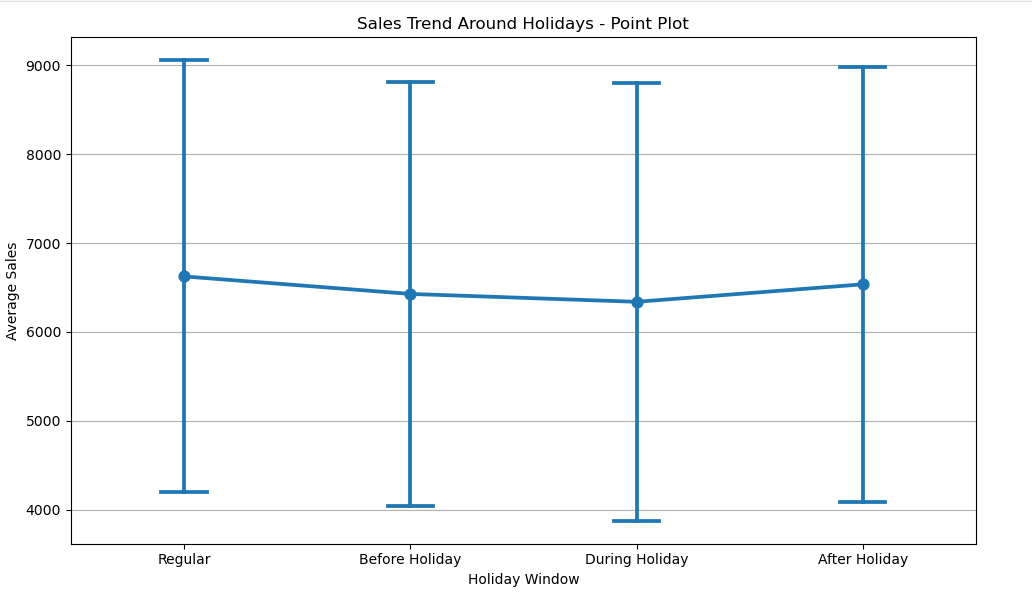 Sales Trend Around Holidays - Point Plot
9000
8000
7000
6000
5000
4000
Average Sales
Regular
Before Holiday
During Holiday
After Holiday
Holiday Window